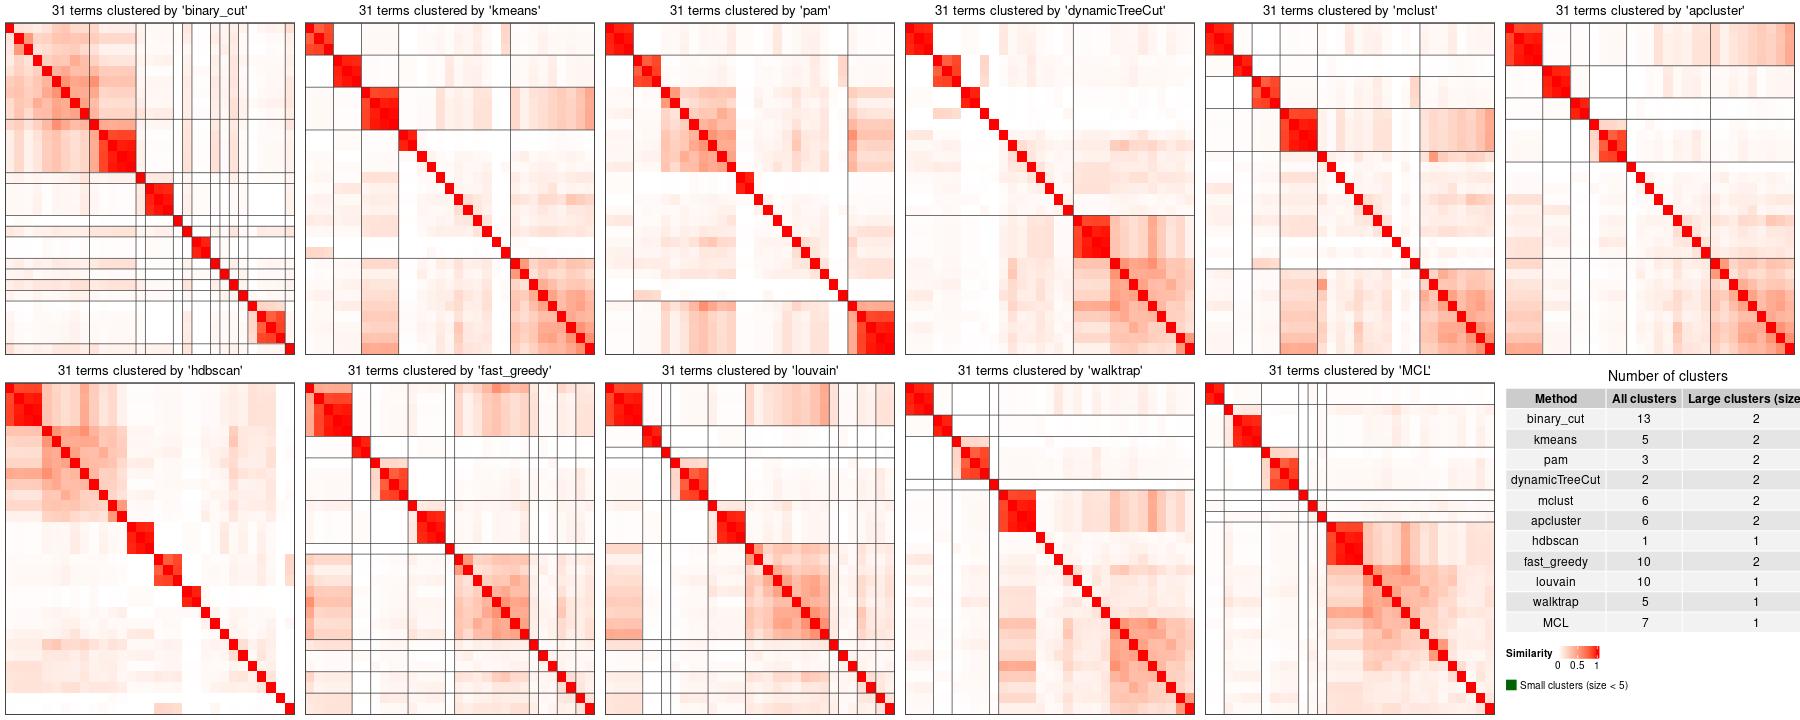 31 terms clustered by 'binary_cut'
31 terms clustered by 'kmeans'
31 terms clustered by 'pam'
31 terms clustered by 'dynamicTreeCut'
31 terms clustered by 'mclust'
31 terms clustered by 'apcluster'
31 terms clustered by 'hdbscan'
31 terms clustered by 'fast_greedy'
31 terms clustered by 'louvain'
31 terms clustered by 'walktrap'
31 terms clustered by 'MCL'
Number of clusters
Method All clusters Large clusters (size
binary_cut 13 2
kmeans 5 2
pam 3 2
dynamicTreeCut 2 2
mclust 6 2
apcluster 6 2
hdbscan 1 1
fast_greedy 10 2
louvain 10 1
walktrap 5 1
MCL 7 1
Similarity
0 0.5 1
Small clusters (size < 5)